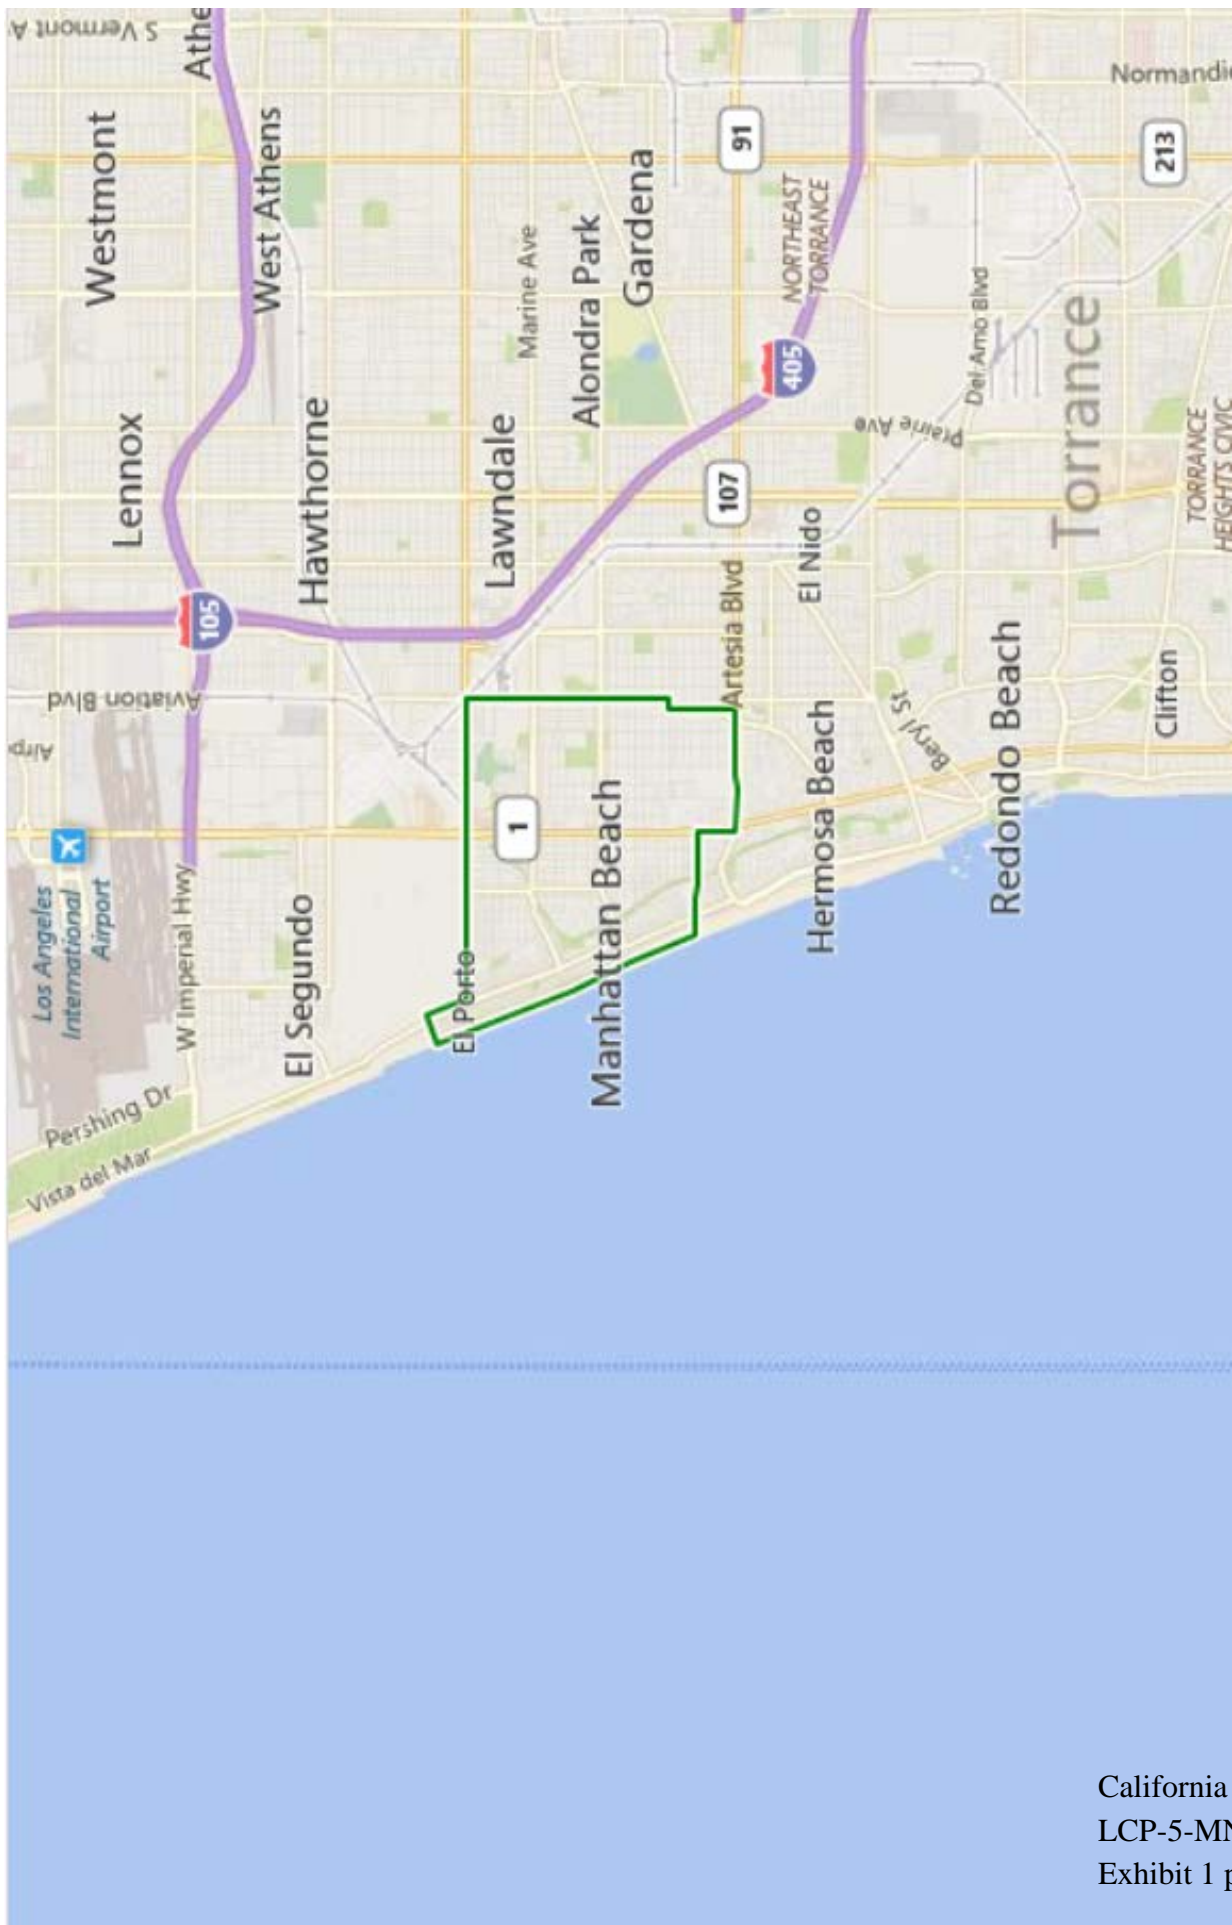 S Vermont A
Athe
Normandie
Westmont
West Athens
91
213
Marine Ave
Alondra Park
Gardena
NORTHEAST
TORRANCE
Del Amo Blvd
405
Prairie Ave
Torrance
TORRANCE
HEIGHTS CIVIC
Lennox
Hawthorne
Lawndale
107
El Nido
105
Artesia Blvd
Aviation Blvd
Airp
Beryl St
Clifton
Los Angeles
International
Airport
W Imperial Hwy
El Segundo
1
El Porto
Manhattan Beach
Hermosa Beach
Redondo Beach
Pershing Dr
Vista del Mar
California
LCP-5-MN
Exhibit 1 p